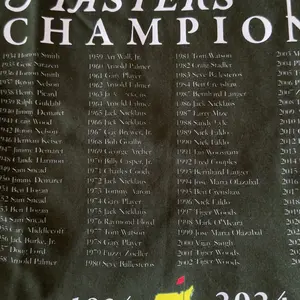 MASTERS
CHAMPION
1934 Horton Smith
1935 Gene Sarazen
1936 Horton Smith
1937 Byron Nelson
1938 Henry Picard
1939 Ralph Guldahl
1940 Jimmy Demaret
1941 Craig Wood
1942 Byron Nelson
1946 Herman Keiser
1947 Jimmy Demaret
1948 Claude Harmon
1949 Sam Snead
Jimmy Demaret
51 Ben Hogan
52 Sam Snead
53 Ben Hogan
54 Sam Snead
55 Cary Middlecoff
56 Jack Burke, Jr.
57 Doug Ford
58 Arnold Palmer
1959 Art Wall, Jr.
1960 Arnold Palmer
1961 Gary Player
1962 Arnold Palmer
1963 Jack Nicklaus
1964 Arnold Palmer
1965 Jack Nicklaus
1966 Jack Nicklaus
1967 Gay Brewer, Jr.
1968 Bob Goalby
1969 George Archer
1970 Billy Casper, Jr.
1971 Charles Coody
1972 Jack Nicklaus
1973 Tommy Aaron
1974 Gary Player
1975 Jack Nicklaus
1976 Raymond Floyd
1977 Tom Watson
1978 Gary Player
1979 Fuzzy Zoeller
1980 Seve Ballesteros
1981 Tom Watson
1982 Craig Stadler
1983 Seve Ballesteros
1984 Ben Crenshaw
1985 Bernhard Langer
1986 Jack Nicklaus
1987 Larry Mize
1988 Sandy Lyle
1989 Nick Faldo
1990 Nick Faldo
1991 Ian Woosnam
1992 Fred Couples
1993 Bernhard Langer
1994 Jose Maria Olazabal
1995 Ben Crenshaw
1996 Nick Faldo
1997 Tiger Woods
1998 Mark O'Meara
1999 Jose Maria Olazabal
2000 Vijay Singh
2001 Tiger Woods
2002 Tiger Woods